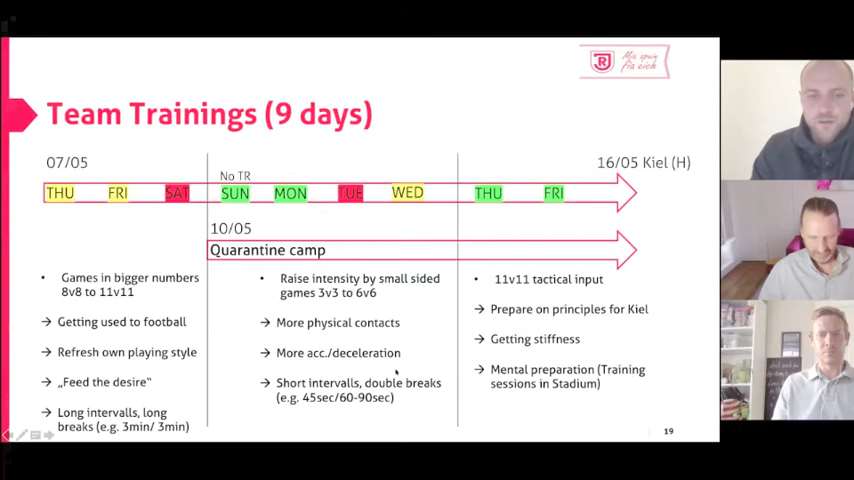 Mia spuin
fia eich
Team Trainings (9 days)
07/05
No TR
16/05 Kiel (H)
THU FRI SAT SUN MON TUE WED THU FRI
10/05
Quarantine camp
• Games in bigger numbers
8v8 to 11v11
→ Getting used to football
→ Refresh own playing style
→ „Feed the desire"
→ Long intervalls, long
breaks (e.g. 3min/ 3min)
• Raise intensity by small sided
games 3v3 to 6v6
→ More physical contacts
→ More acc./deceleration
→ Short intervalls, double breaks
(e.g. 45sec/60-90sec)
• 11v11 tactical input
→ Prepare on principles for Kiel
→ Getting stiffness
→ Mental preparation (Training
sessions in Stadium)
19